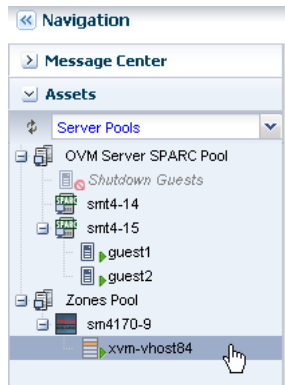 Navigation
Message Center
Assets
Server Pools
OVM Server SPARC Pool
Shutdown Guests
smt4-14
smt4-15
guest1
guest2
Zones Pool
sm4170-9
xvm-vhost84